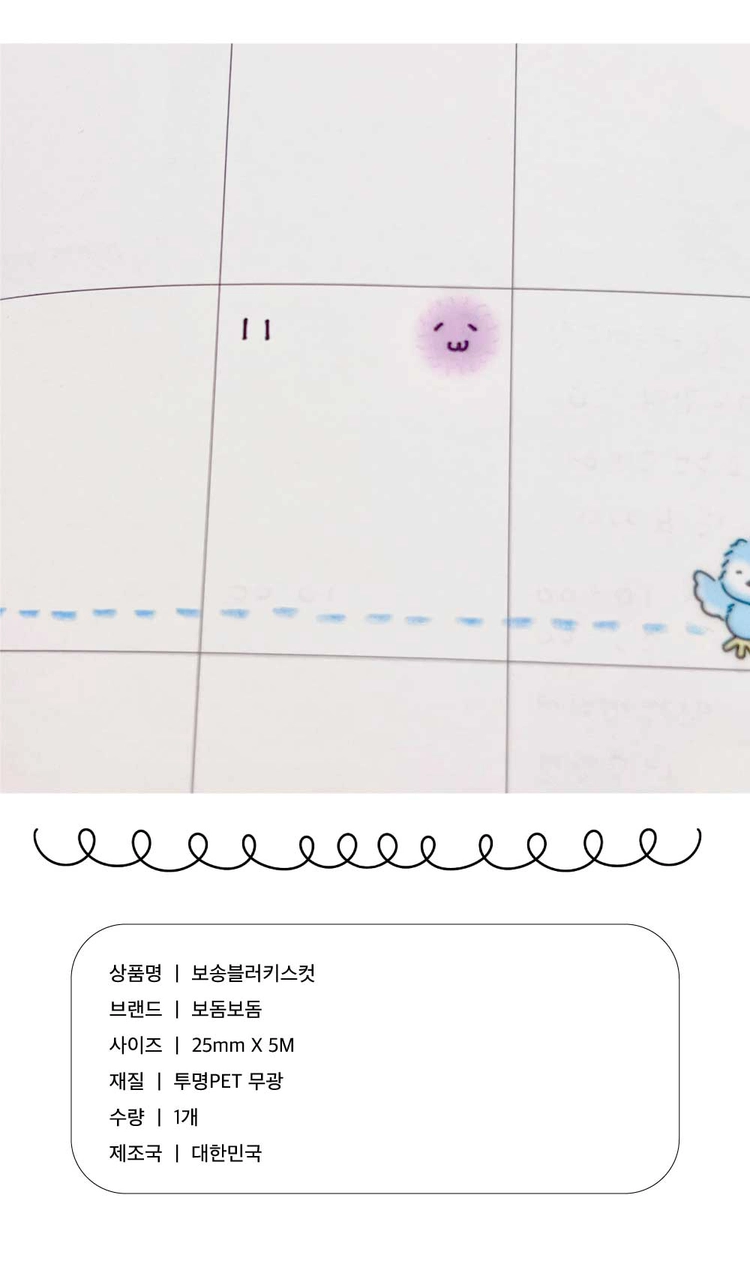 11
상품명 | 보송블러키스컷
브랜드 | 보돔보돔
사이즈 | 25mm X 5M
재질 | 투명PET 무광
수량 | 1개
제조국 | 대한민국